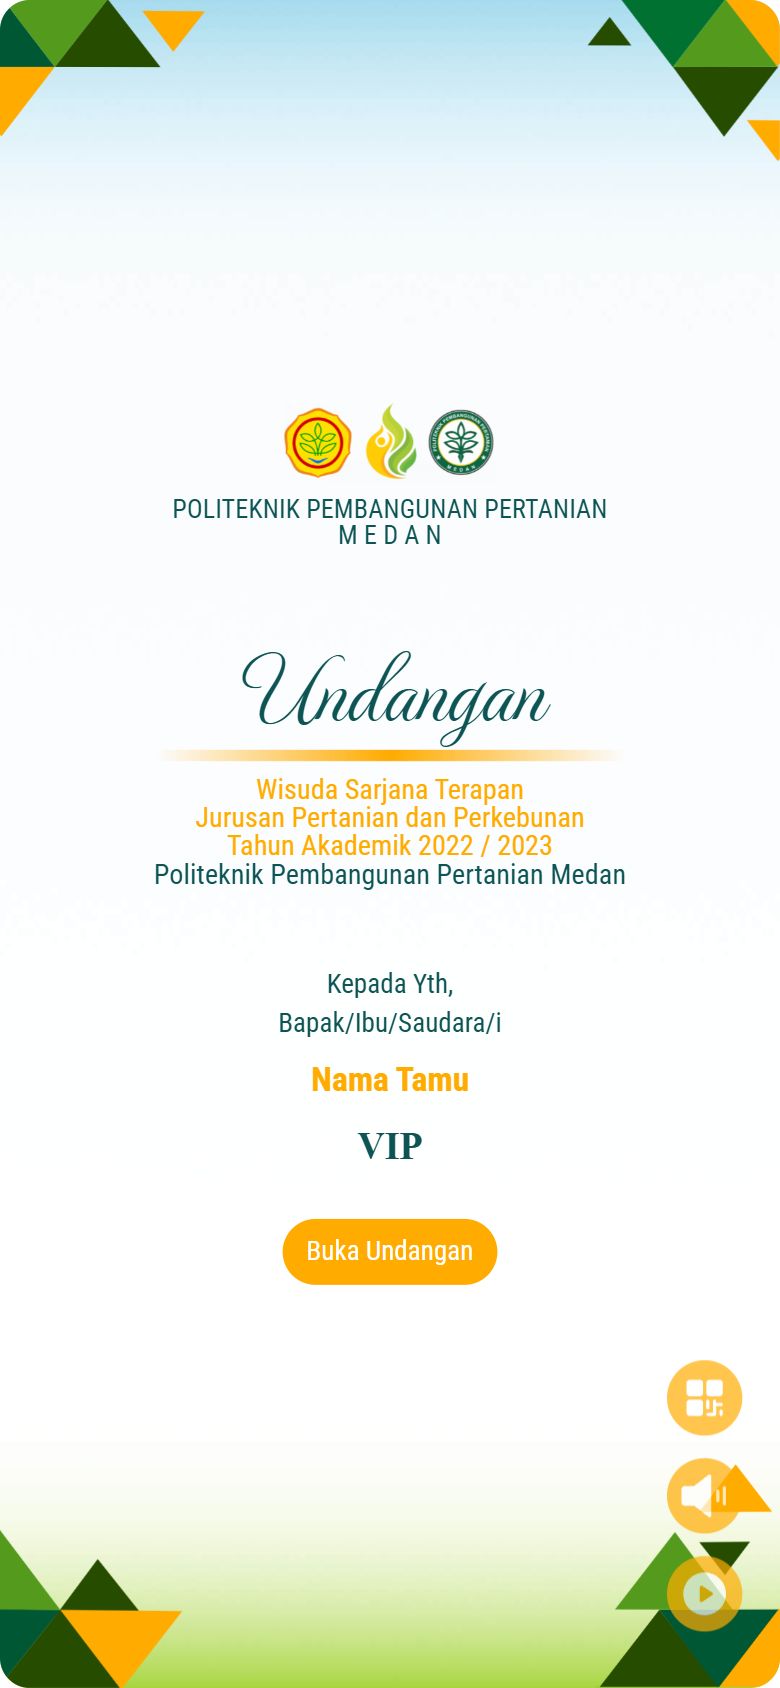 POLITEKNIK PEMBANGUNAN PERTANIAN
M E D A N
Undangan
Wisuda Sarjana Terapan
Jurusan Pertanian dan Perkebunan
Tahun Akademik 2022 / 2023
Politeknik Pembangunan Pertanian Medan
Kepada Yth,
Bapak/Ibu/Saudara/i
Nama Tamu
VIP
Buka Undangan